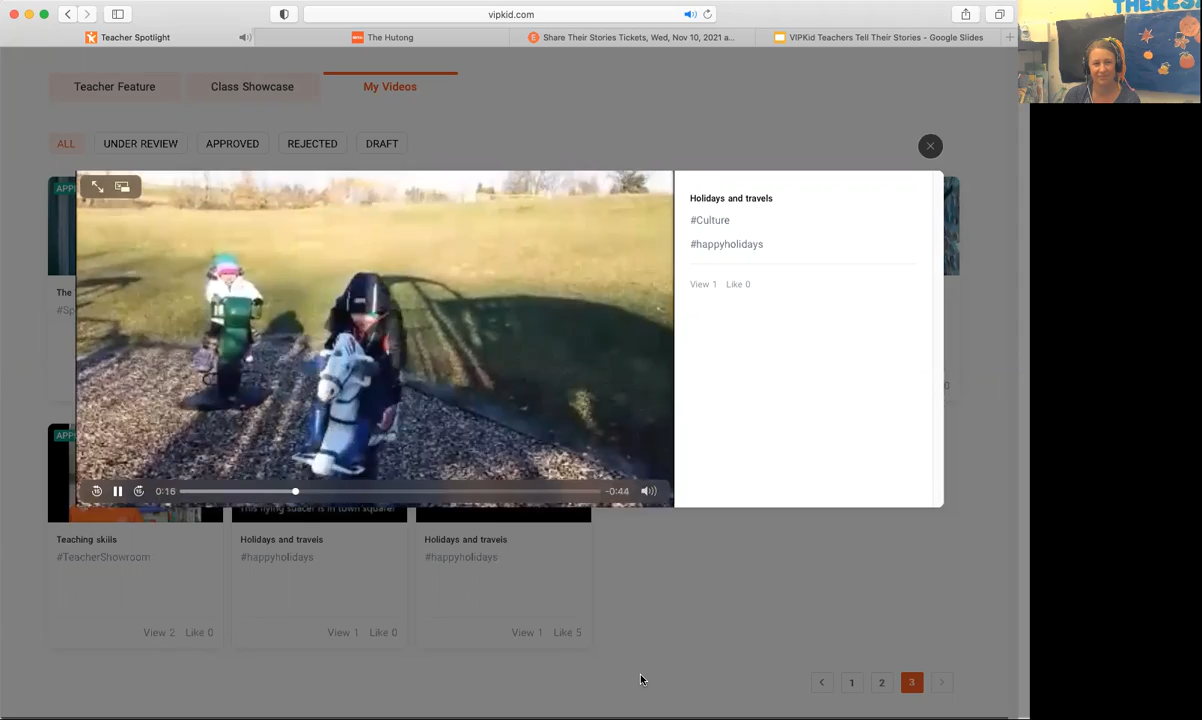 vipkid.com
Teacher Spotlight
The Hutong
Share Their Stories Tickets, Wed, Nov 10, 2021 a...
VIPKid Teachers Tell Their Stories - Google Slides
THERES
Teacher Feature
Class Showcase
My Videos
ALL
UNDER REVIEW
APPROVED
REJECTED
DRAFT
Holidays and travels
#Culture
#happyholidays
View 1 Like 0
The
#Sp
0:16
-0:44
This flying saucer is in town square!
Teaching skills
#TeacherShowroom
View 2 Like 0
Holidays and travels
#happyholidays
View 1 Like 0
Holidays and travels
#happyholidays
View 1 Like 5
1
2
3